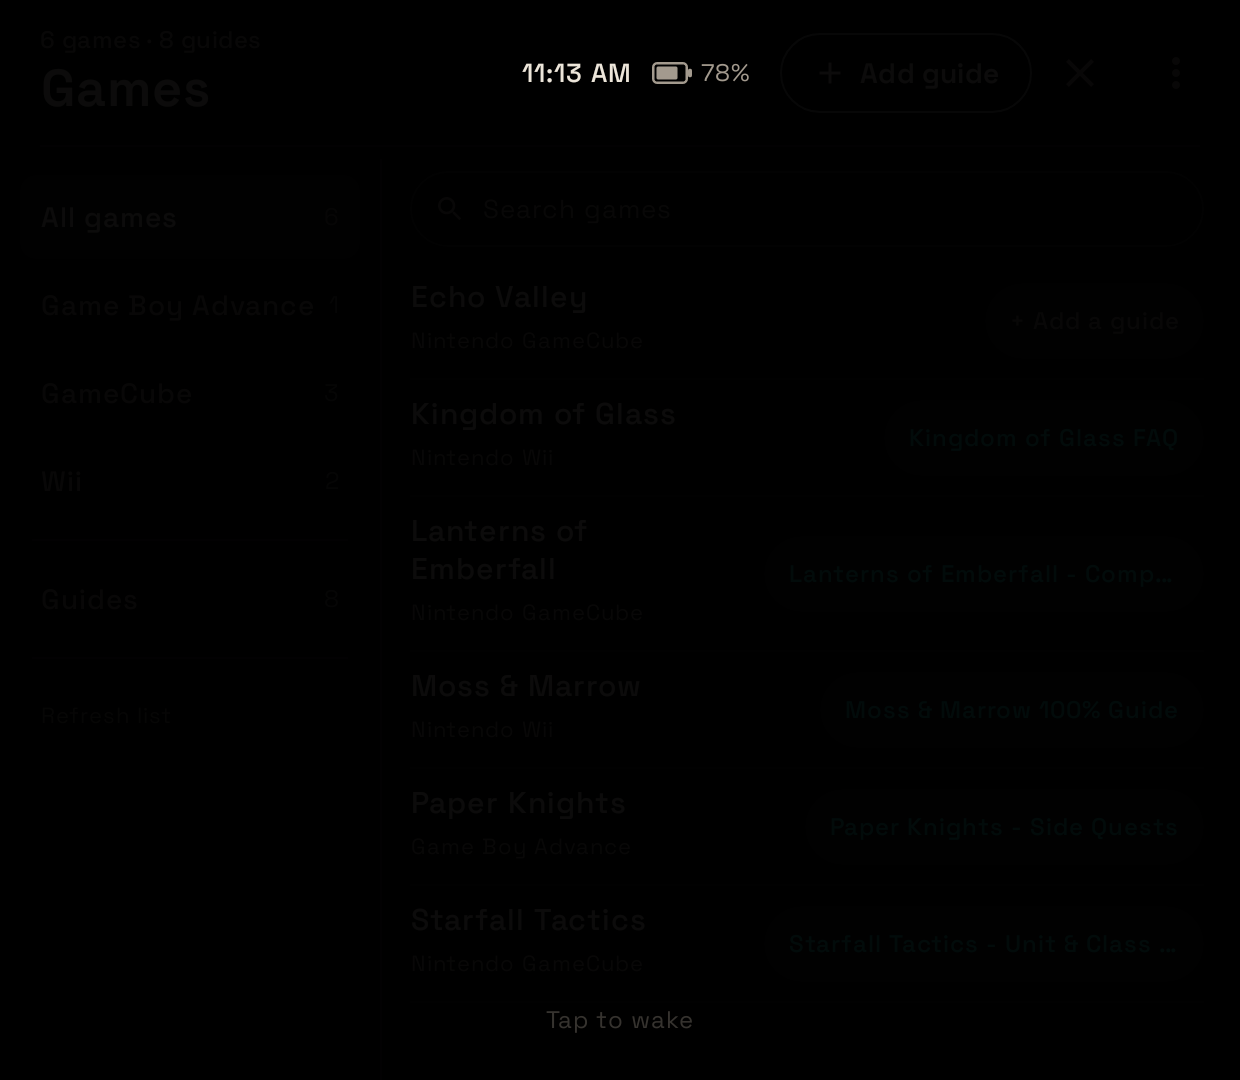 6 games · 8 guides
Games
11:13 AM
78%
+ Add guide
All games 6
Search games
Game Boy Advance 1
GameCube 3
Wii 2
Guides 8
Refresh list
Echo Valley
Nintendo GameCube
+ Add a guide
Kingdom of Glass
Nintendo Wii
Kingdom of Glass FAQ
Lanterns of
Emberfall
Nintendo GameCube
Lanterns of Emberfall - Comp…
Moss & Marrow
Nintendo Wii
Moss & Marrow 100% Guide
Paper Knights
Game Boy Advance
Paper Knights - Side Quests
Starfall Tactics
Nintendo GameCube
Starfall Tactics - Unit & Class …
Tap to wake